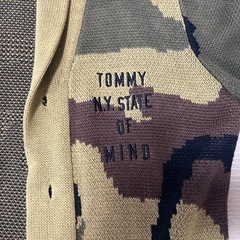 TOMMY
N.Y. STATE
OF
MIND